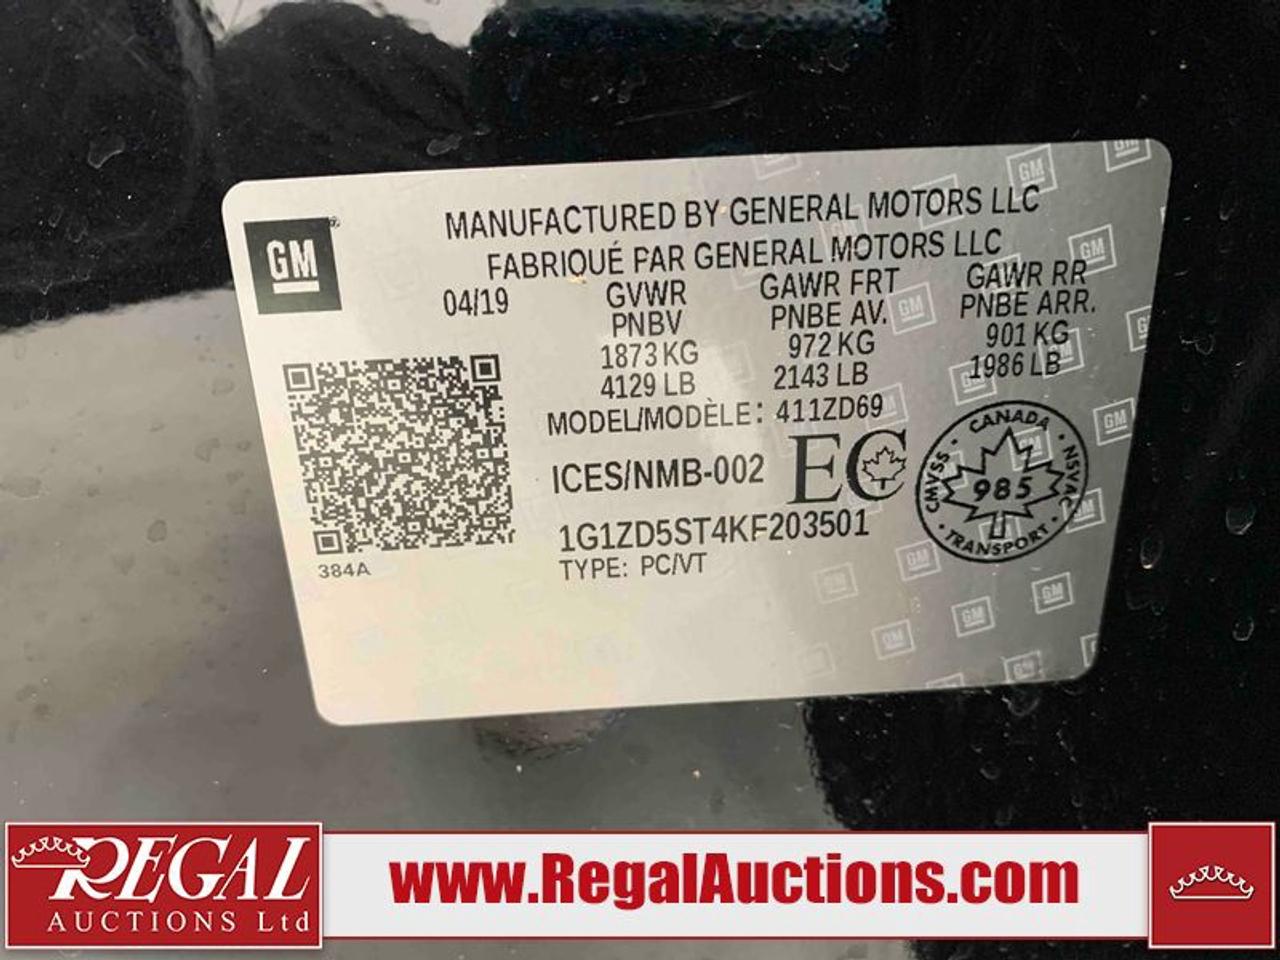 GM®
MANUFACTURED BY GENERAL MOTORS LLC
FABRIQUÉ PAR GENERAL MOTORS LLC
04/19
GVWR
PNBV
1873 KG
4129 LB
GAWR FRT
PNBE AV.
972 KG
2143 LB
GAWR RR
PNBE ARR.
901 KG
1986 LB
MODEL/MODÈLE: 411ZD69
ICES/NMB-002
EC
CANADA
CMVSS
985
NSVAC
TRANSPORT
1G1ZD5ST4KF203501
TYPE: PC/VT
384A
REGAL
AUCTIONS Ltd
www.RegalAuctions.com